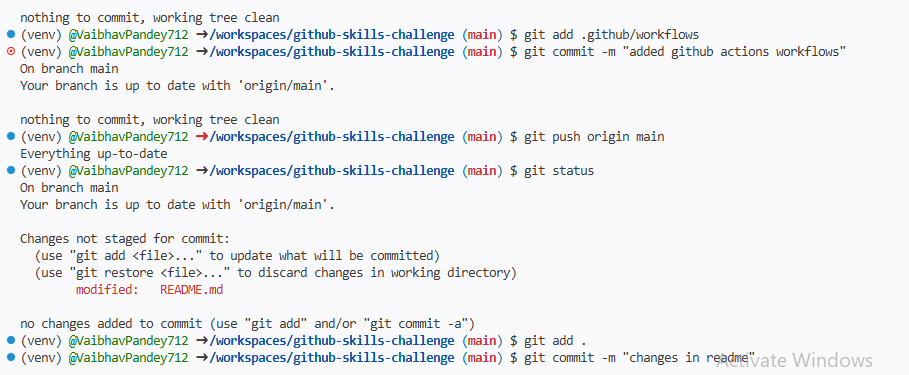 nothing to commit, working tree clean
(venv) @VaibhavPandey712 ➜/workspaces/github-skills-challenge (main) $ git add .github/workflows
(venv) @VaibhavPandey712 ➜/workspaces/github-skills-challenge (main) $ git commit -m "added github actions workflows"
On branch main
Your branch is up to date with 'origin/main'.
nothing to commit, working tree clean
(venv) @VaibhavPandey712 ➜/workspaces/github-skills-challenge (main) $ git push origin main
Everything up-to-date
(venv) @VaibhavPandey712 ➜/workspaces/github-skills-challenge (main) $ git status
On branch main
Your branch is up to date with 'origin/main'.
Changes not staged for commit:
(use "git add <file>..." to update what will be committed)
(use "git restore <file>..." to discard changes in working directory)
modified: README.md
no changes added to commit (use "git add" and/or "git commit -a")
(venv) @VaibhavPandey712 ➜/workspaces/github-skills-challenge (main) $ git add .
(venv) @VaibhavPandey712 ➜/workspaces/github-skills-challenge (main) $ git commit -m "changes in readme"
Activate Windows